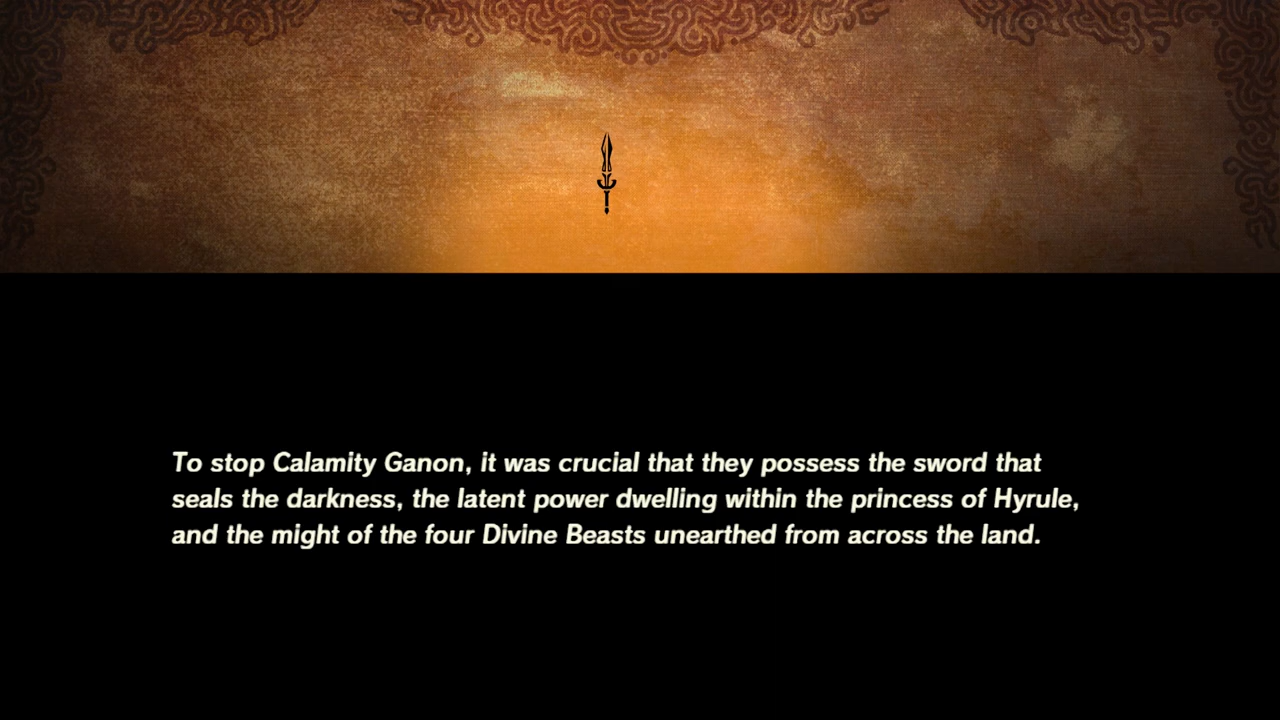 To stop Calamity Ganon, it was crucial that they possess the sword that
seals the darkness, the latent power dwelling within the princess of Hyrule,
and the might of the four Divine Beasts unearthed from across the land.